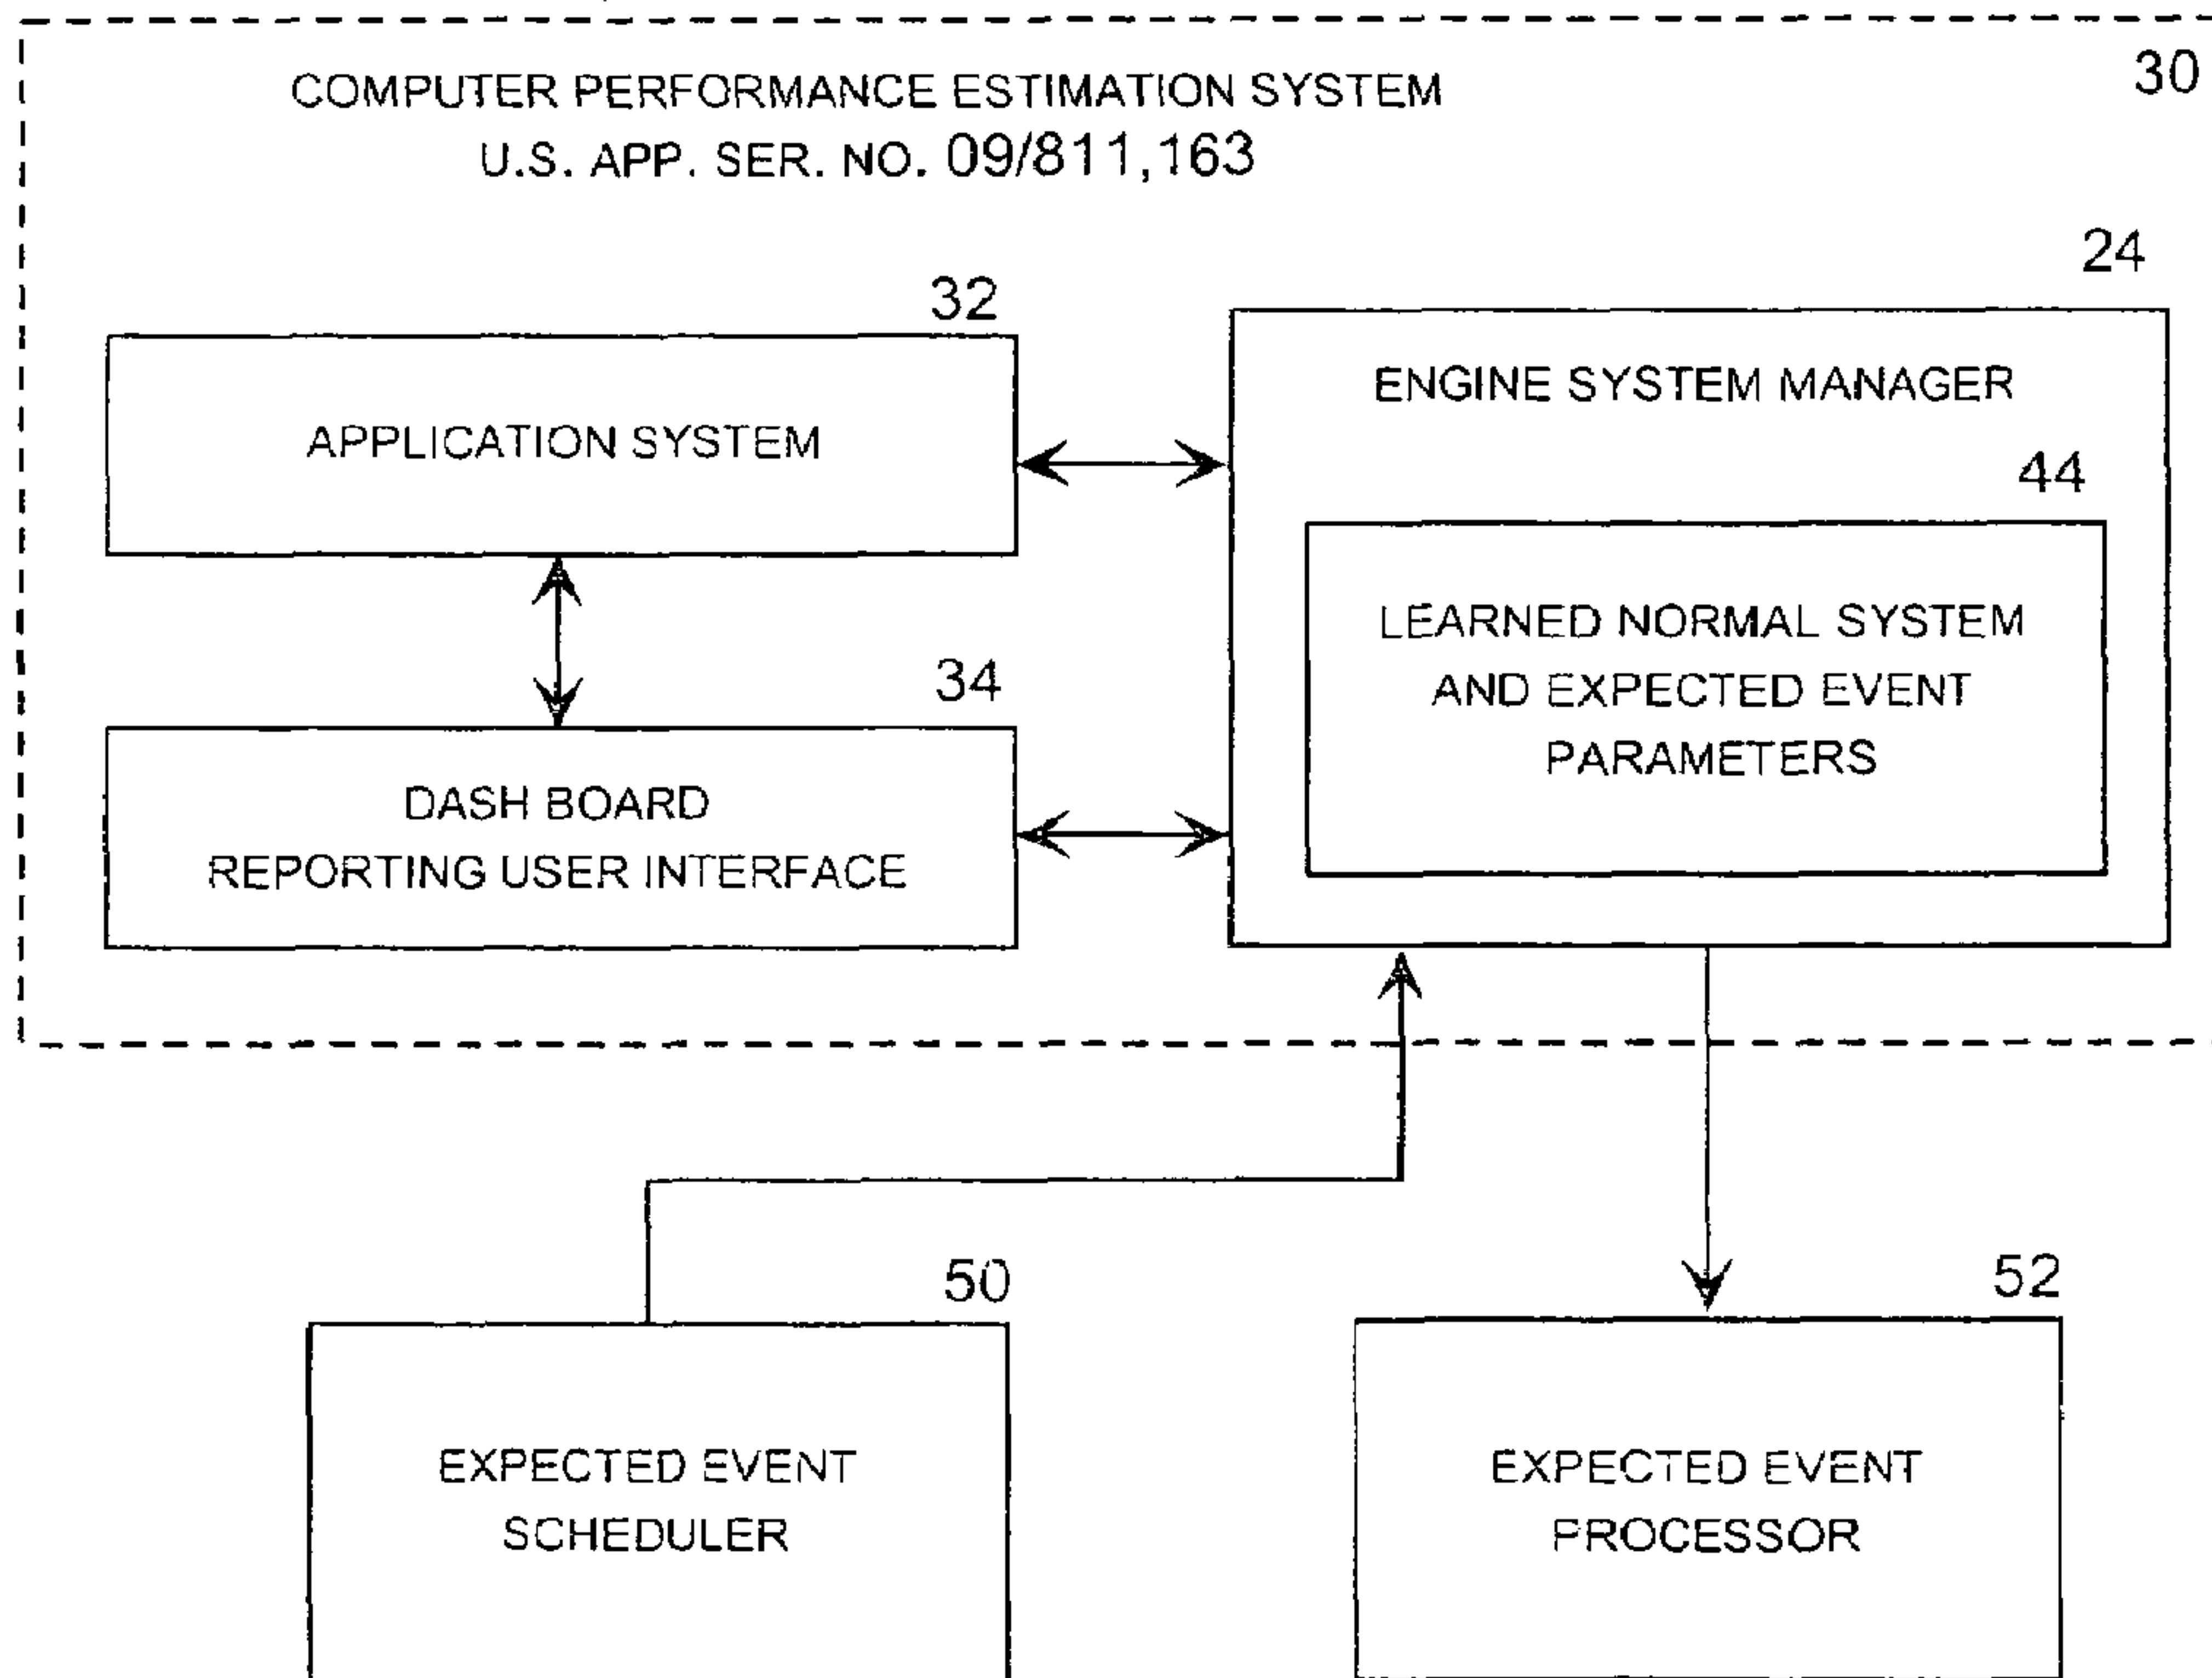 30
COMPUTER PERFORMANCE ESTIMATION SYSTEM
U.S. APP. SER. NO. 09/811,163
24
32
ENGINE SYSTEM MANAGER
APPLICATION SYSTEM
44
LEARNED NORMAL SYSTEM
AND EXPECTED EVENT
PARAMETERS
34
DASH BOARD
REPORTING USER INTERFACE
50
52
EXPECTED EVENT
SCHEDULER
EXPECTED EVENT
PROCESSOR